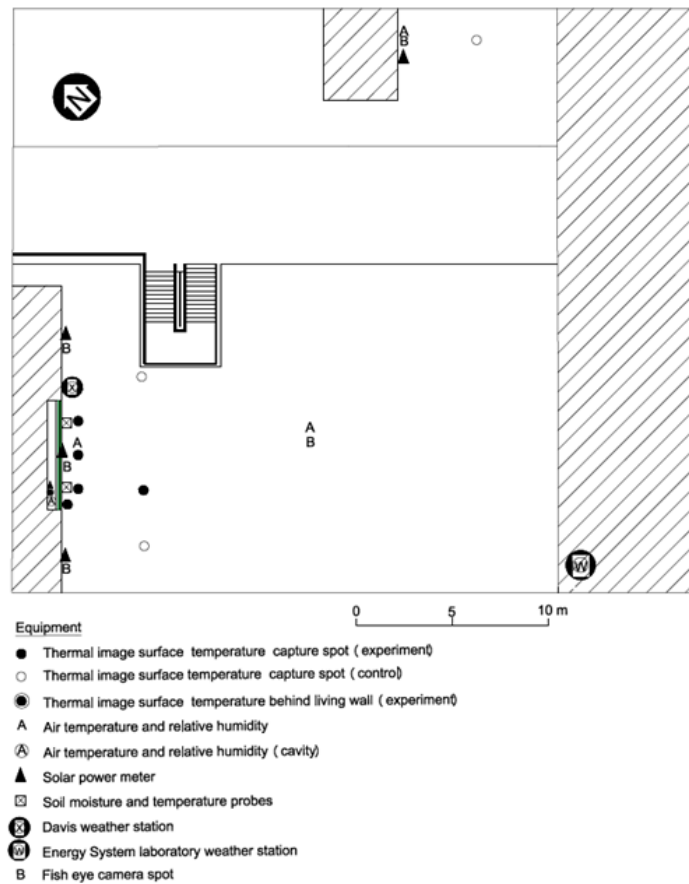 A
B
N
B
X
A
B
A
B
A
B
W
0 5 10 m
Equipment
Thermal image surface temperature capture spot ( experiment)
Thermal image surface temperature capture spot ( control)
Thermal image surface temperature behind living wall ( experiment)
A Air temperature and relative humidity
A Air temperature and relative humidity ( cavity)
Solar power meter
Soil moisture and temperature probes
X Davis weather station
W Energy System laboratory weather station
B Fish eye camera spot